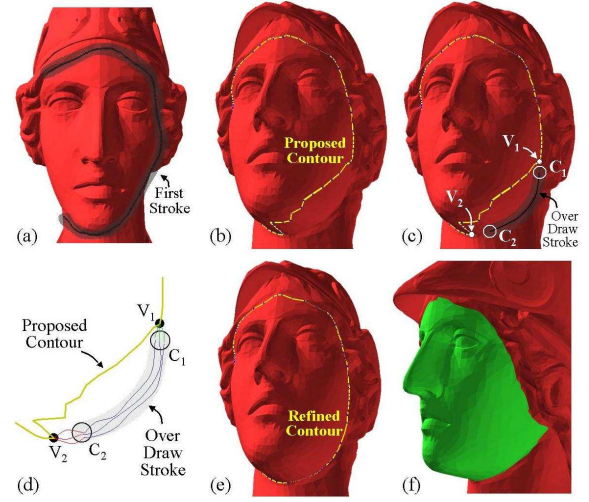 First
Stroke
(a)
Proposed
Contour
(b)
V1
C1
V2
C2
Over
Draw
Stroke
(c)
V1
Proposed
Contour
C1
Over
Draw
Stroke
V2
C2
(d)
Refined
Contour
(e)
(f)